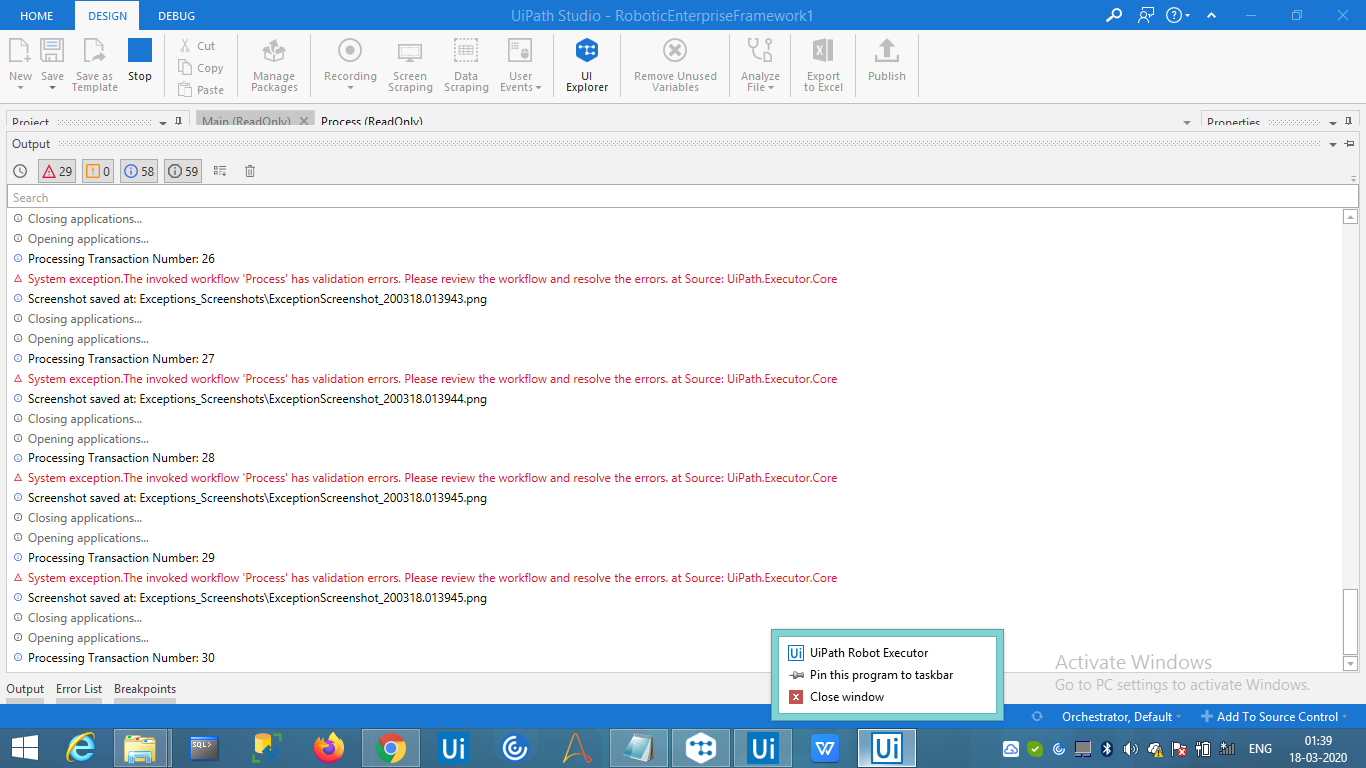 HOME DESIGN DEBUG UiPath Studio - RoboticEnterpriseFramework1
New Save Save as Template Stop
Cut
Copy
Paste
Manage Packages
Recording
Screen Scraping
Data Scraping
User Events
UI Explorer
Remove Unused Variables
Analyze File
Export to Excel
Publish
Project Main (ReadOnly) Process (ReadOnly) Properties
Output
29 0 58 59
Search
Closing applications...
Opening applications...
Processing Transaction Number: 26
System exception.The invoked workflow 'Process' has validation errors. Please review the workflow and resolve the errors. at Source: UiPath.Executor.Core
Screenshot saved at: Exceptions_Screenshots\ExceptionScreenshot_200318.013943.png
Closing applications...
Opening applications...
Processing Transaction Number: 27
System exception.The invoked workflow 'Process' has validation errors. Please review the workflow and resolve the errors. at Source: UiPath.Executor.Core
Screenshot saved at: Exceptions_Screenshots\ExceptionScreenshot_200318.013944.png
Closing applications...
Opening applications...
Processing Transaction Number: 28
System exception.The invoked workflow 'Process' has validation errors. Please review the workflow and resolve the errors. at Source: UiPath.Executor.Core
Screenshot saved at: Exceptions_Screenshots\ExceptionScreenshot_200318.013945.png
Closing applications...
Opening applications...
Processing Transaction Number: 29
System exception.The invoked workflow 'Process' has validation errors. Please review the workflow and resolve the errors. at Source: UiPath.Executor.Core
Screenshot saved at: Exceptions_Screenshots\ExceptionScreenshot_200318.013945.png
Closing applications...
Opening applications...
Processing Transaction Number: 30
Ui UiPath Robot Executor
Pin this program to taskbar
Close window
Activate Windows
Go to PC settings to activate Windows.
Output Error List Breakpoints
Orchestrator, Default Add To Source Control
SQL> Ui Ui W Ui ENG 01:39
18-03-2020